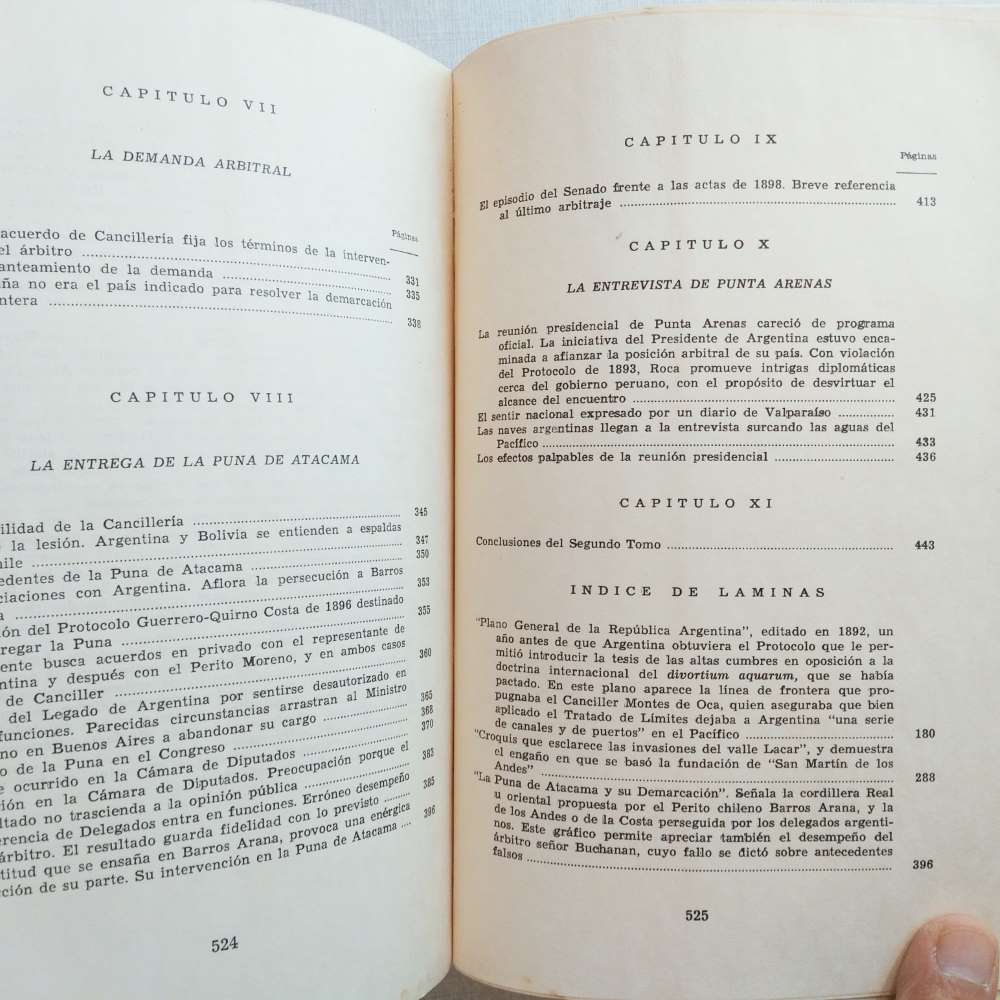 CAPITULO VII
LA DEMANDA ARBITRAL
Páginas
acuerdo de Cancillería fija los términos de la interven-
el árbitro ........ 331
anteamiento de la demanda ........ 335
ña no era el país indicado para resolver la demarcación
ntera ........ 338
CAPITULO VIII
LA ENTREGA DE LA PUNA DE ATACAMA
ilidad de la Cancillería ........ 345
la lesión. Argentina y Bolivia se entienden a espaldas
hile ........ 347
edentes de la Puna de Atacama ........ 350
ciaciones con Argentina. Aflora la persecución a Barros
a ........ 353
ión del Protocolo Guerrero-Quirno Costa de 1896 destinado
regar la Puna ........ 355
ente busca acuerdos en privado con el representante de
ntina y después con el Perito Moreno, y en ambos casos
de Canciller ........ 360
del Legado de Argentina por sentirse desautorizado en
funciones. Parecidas circunstancias arrastran al Ministro
no en Buenos Aires a abandonar su cargo ........ 365
o de la Puna en el Congreso ........ 368
e ocurrido en la Cámara de Diputados ........ 370
ción en la Cámara de Diputados. Preocupación porque el
ultado no trascienda a la opinión pública ........ 383
erencia de Delegados entra en funciones. Erróneo desempeño
árbitro. El resultado guarda fidelidad con lo previsto ........ 385
titud que se ensaña en Barros Arana, provoca una enérgica
cción de su parte. Su intervención en la Puna de Atacama .... 396
524
CAPITULO IX
Páginas
El episodio del Senado frente a las actas de 1898. Breve referencia
al último arbitraje ........ 413
CAPITULO X
LA ENTREVISTA DE PUNTA ARENAS
La reunión presidencial de Punta Arenas careció de programa
oficial. La iniciativa del Presidente de Argentina estuvo enca-
minada a afianzar la posición arbitral de su país. Con violación
del Protocolo de 1893, Roca promueve intrigas diplomáticas
cerca del gobierno peruano, con el propósito de desvirtuar el
alcance del encuentro ........ 425
El sentir nacional expresado por un diario de Valparaíso ........ 431
Las naves argentinas llegan a la entrevista surcando las aguas del
Pacífico ........ 433
Los efectos palpables de la reunión presidencial ........ 436
CAPITULO XI
Conclusiones del Segundo Tomo ........ 443
INDICE DE LAMINAS
"Plano General de la República Argentina", editado en 1892, un
año antes de que Argentina obtuviera el Protocolo que le per-
mitió introducir la tesis de las altas cumbres en oposición a la
doctrina internacional del divortium aquarum, que se había
pactado. En este plano aparece la línea de frontera que pro-
pugnaba el Canciller Montes de Oca, quien aseguraba que bien
aplicado el Tratado de Límites dejaba a Argentina "una serie
de canales y de puertos" en el Pacífico ........ 180
"Croquis que esclarece las invasiones del valle Lacar", y demuestra
el engaño en que se basó la fundación de "San Martín de los
Andes" ........ 288
"La Puna de Atacama y su Demarcación". Señala la cordillera Real
u oriental propuesta por el Perito chileno Barros Arana, y la
de los Andes o de la Costa perseguida por los delegados argenti-
nos. Este gráfico permite apreciar también el desempeño del
árbitro señor Buchanan, cuyo fallo se dictó sobre antecedentes
falsos ........ 396
525